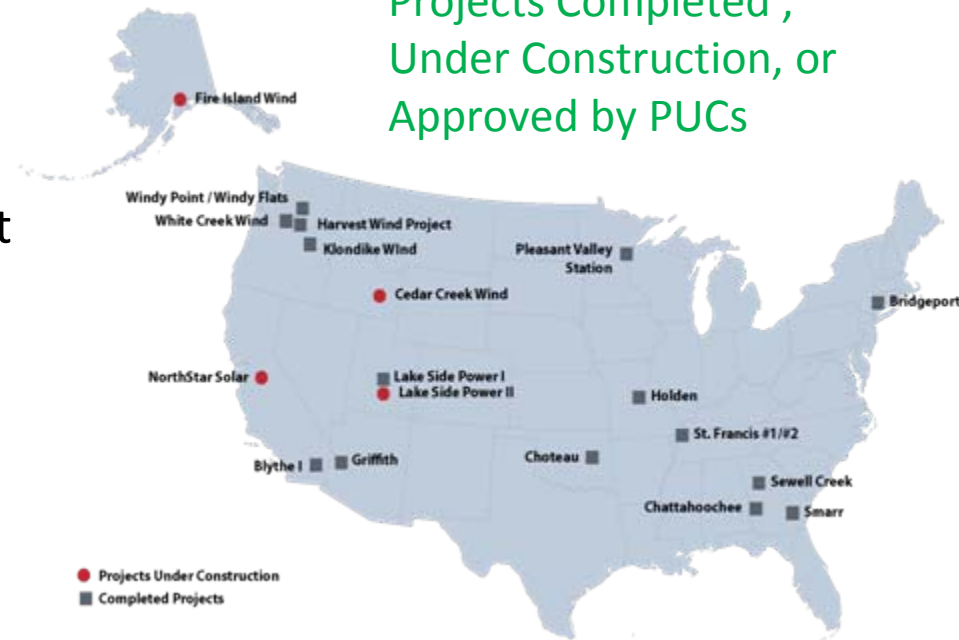 Projects Completed ,
Under Construction, or
Approved by PUCs
Fire Island Wind
t
Windy Point / Windy Flats
White Creek Wind
Harvest Wind Project
Klondike WInd
Pleasant Valley
Station
Cedar Creek Wind
Bridgeport
NorthStar Solar
Lake Side Power I
Lake Side Power II
Holden
St. Francis #1/#2
Blythe I
Griffith
Choteau
Sewell Creek
Chattahoochee
Smarr
Projects Under Construction
Completed Projects